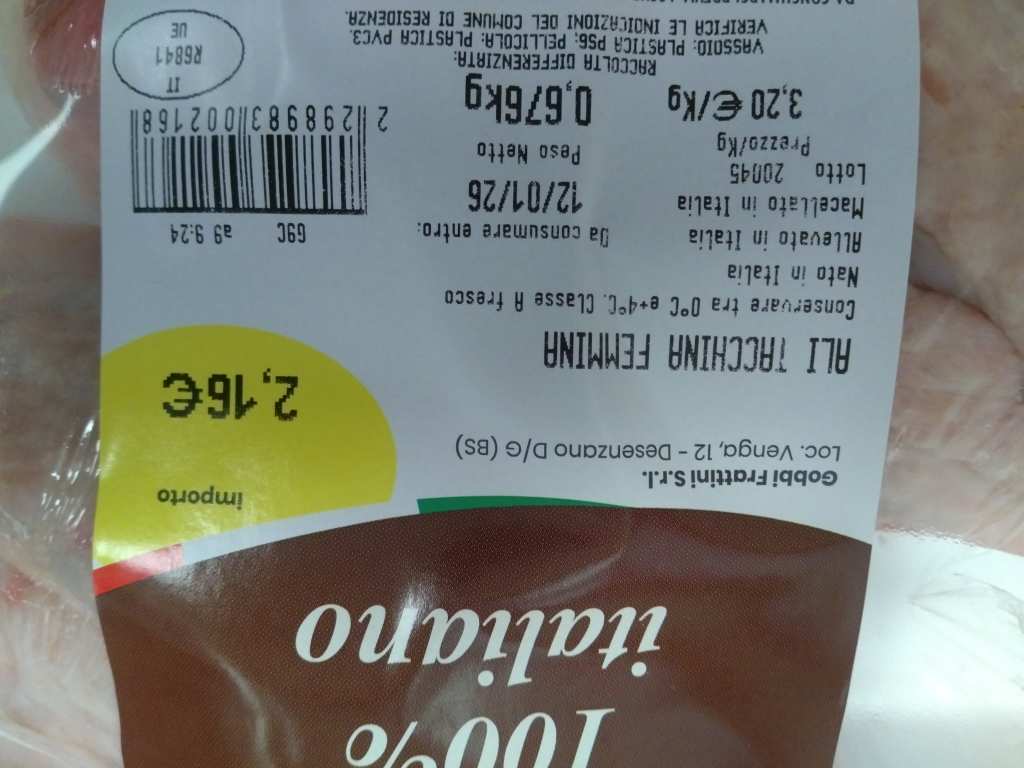 100%
italiano
importo
2,16€
Gobbi Frattini S.r.l.
Loc. Venga, 12 - Desenzano D/G (BS)
ALI TACCHINA FEMMINA
Conservare tra 0°C e+4°C. Classe A fresco
Nato in Italia
Allevato in Italia
Macellato in Italia
Lotto 20045
Da consumare entro:
12/01/26
Prezzo/Kg
3,20 €/Kg
Peso Netto
0,676kg
G9C a9 9:24
2 298983 002168
IT
R6841
UE
RACCOLTA DIFFERENZIATA:
VASSOIO: PLASTICA PS6; PELLICOLA: PLASTICA PVC3.
VERIFICA LE INDICAZIONI DEL COMUNE DI RESIDENZA.